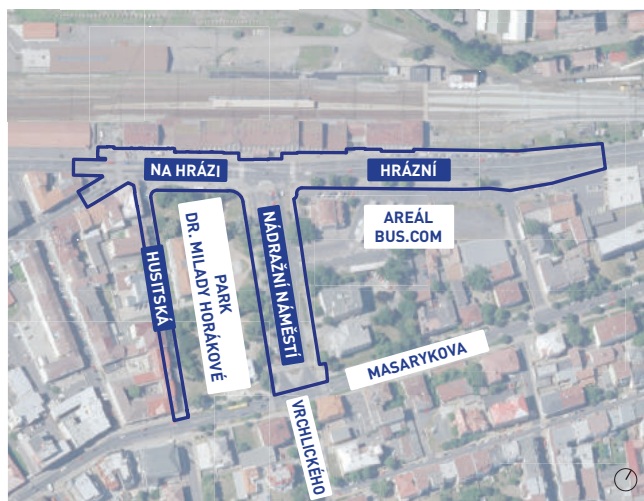 NA HRÁZI
HRÁZNÍ
AREÁL
BUS.COM
HUSITSKÁ
PARK
DR. MILADY HORÁKOVÉ
NÁDRAŽNÍ NÁMĚSTÍ
MASARYKOVA
VRCHLICKÉHO